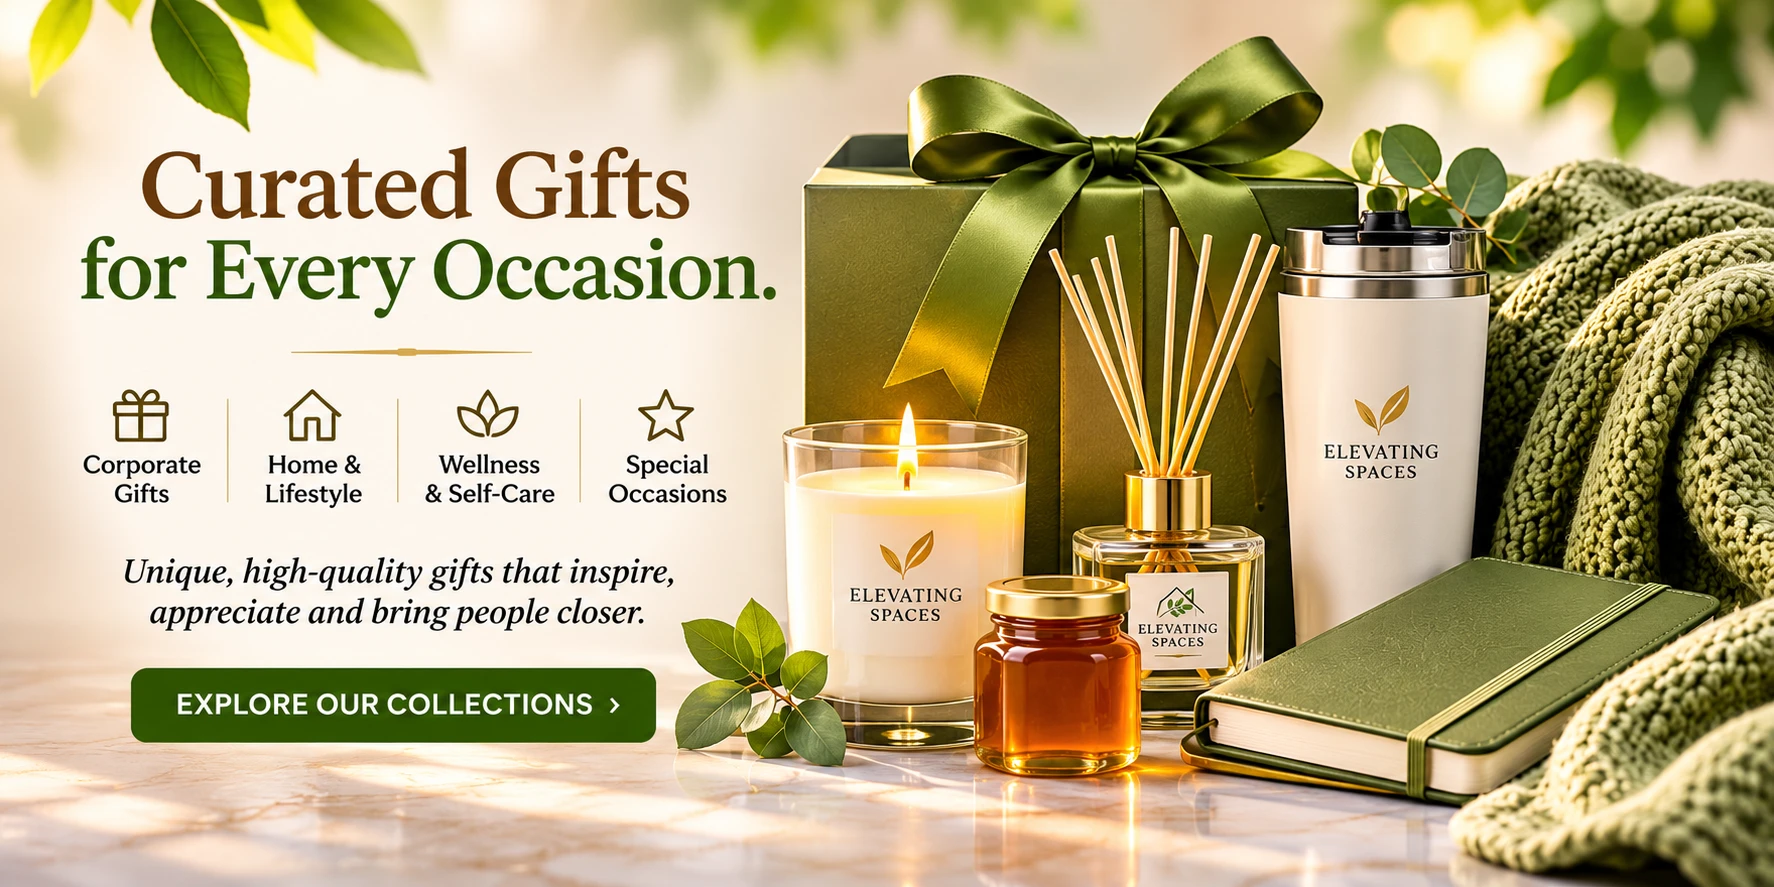 Curated Gifts
for Every Occasion.
Corporate
Gifts
Home &
Lifestyle
Wellness
& Self-Care
Special
Occasions
Unique, high-quality gifts that inspire,
appreciate and bring people closer.
EXPLORE OUR COLLECTIONS ›
ELEVATING
SPACES
ELEVATING
SPACES
ELEVATING
SPACES